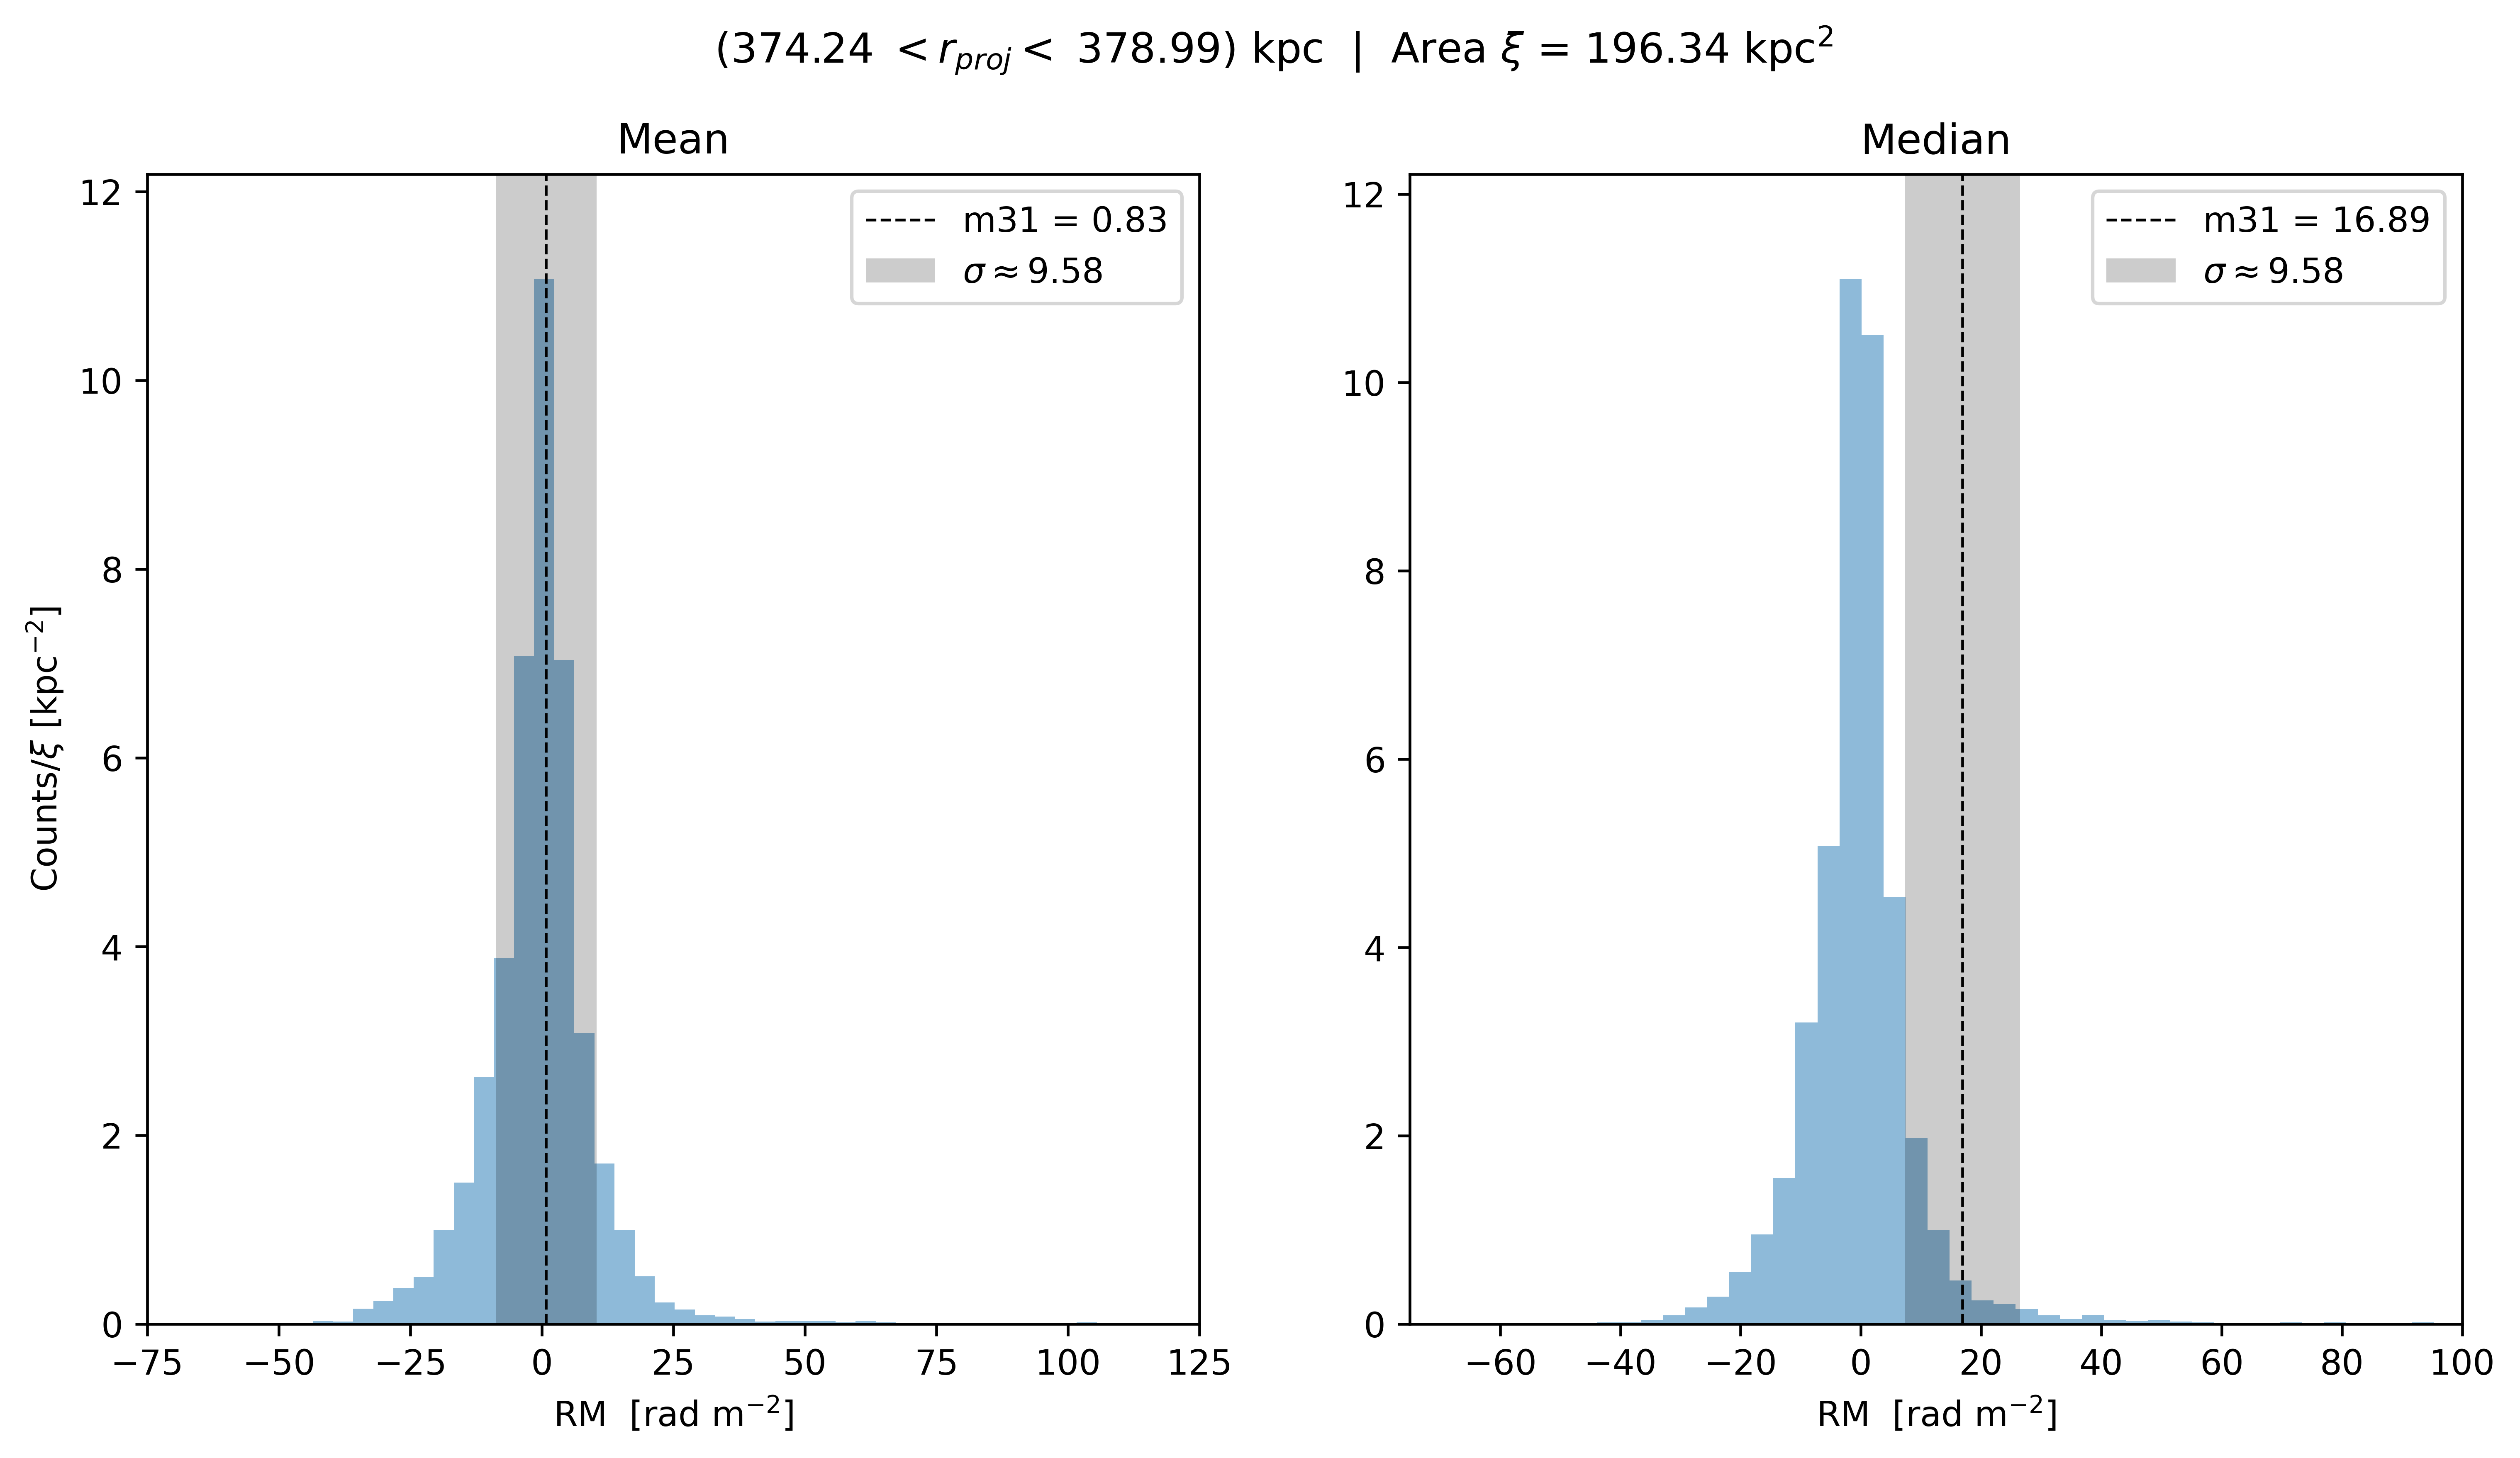 (374.24 < r_proj < 378.99) kpc | Area ξ = 196.34 kpc²
Mean
12
10
8
6
4
2
0
Counts/ξ [kpc⁻²]
m31 = 0.83
σ ≈ 9.58
−75 −50 −25 0 25 50 75 100 125
RM [rad m⁻²]
Median
12
10
8
6
4
2
0
m31 = 16.89
σ ≈ 9.58
−60 −40 −20 0 20 40 60 80 100
RM [rad m⁻²]